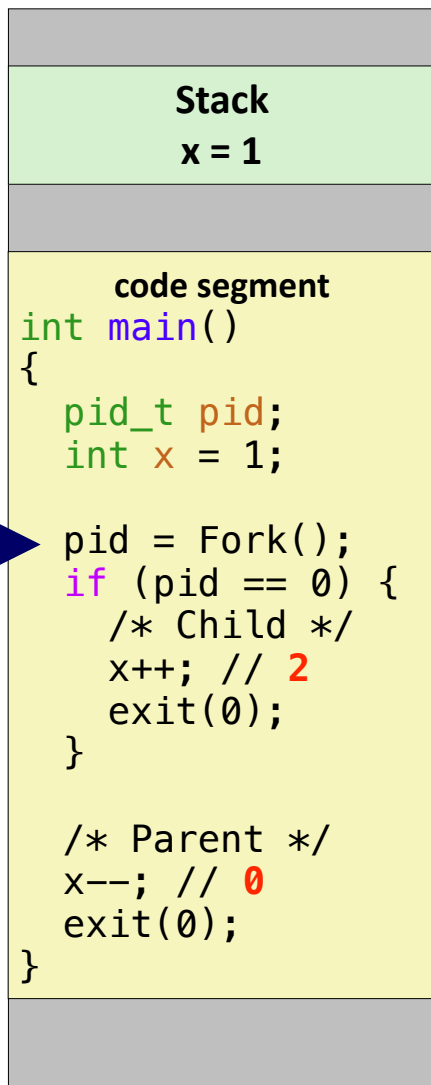 Stack
x = 1
code segment
int main()
{
  pid_t pid;
  int x = 1;

  pid = Fork();
  if (pid == 0) {
    /* Child */
    x++; // 2
    exit(0);
  }

  /* Parent */
  x--; // 0
  exit(0);
}